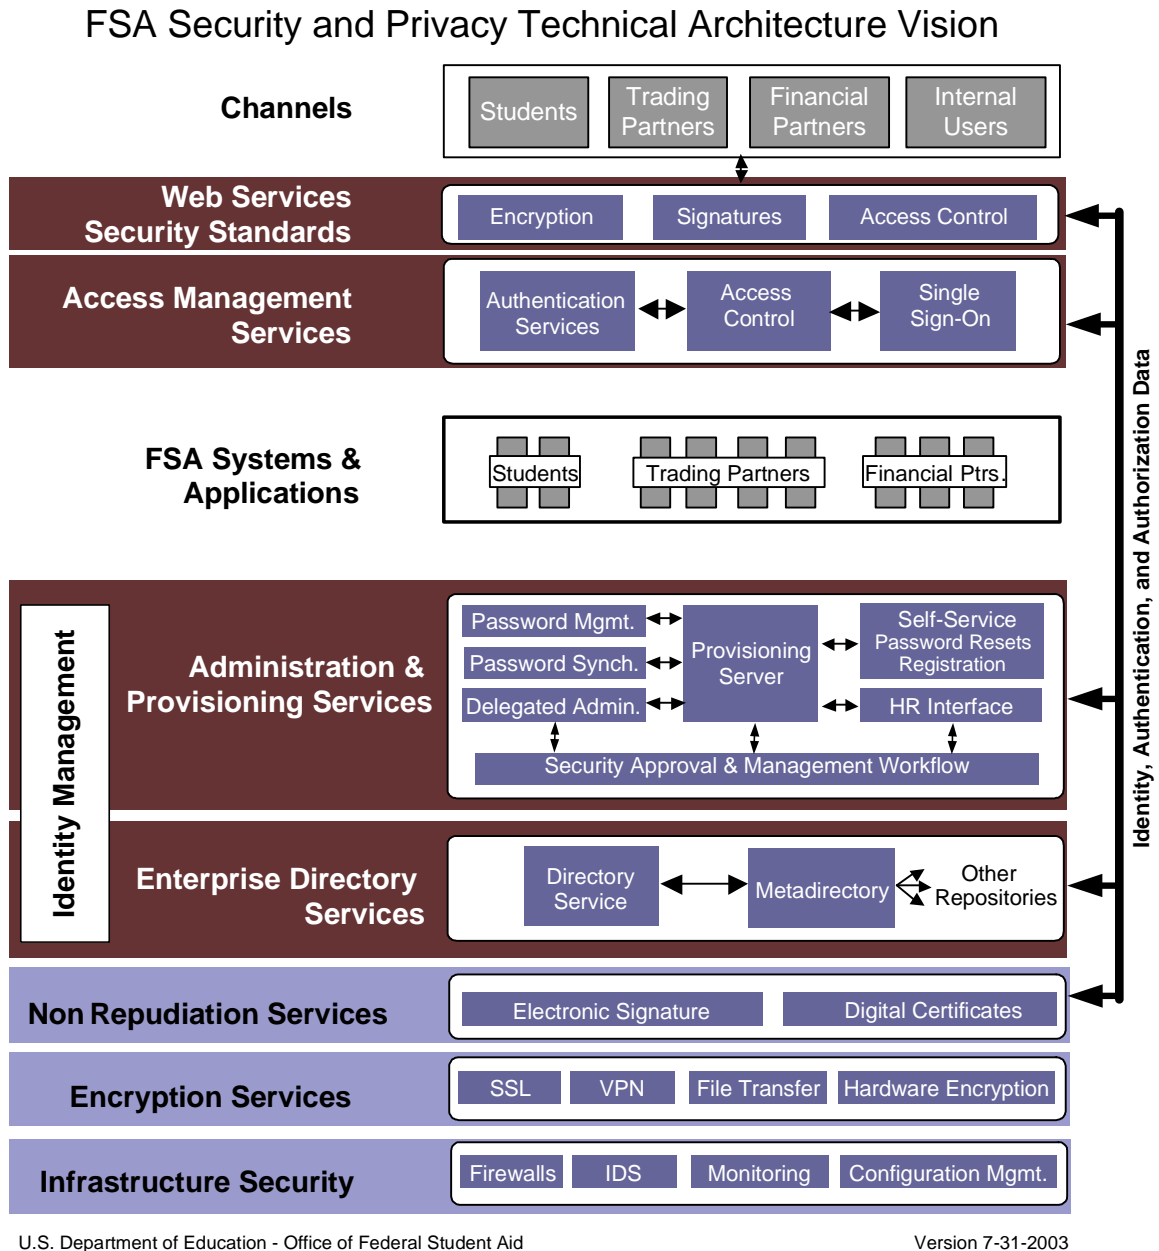 FSA Security and Privacy Technical Architecture Vision
Channels
Students
Trading
Partners
Financial
Partners
Internal
Users
Web Services
Security Standards
Encryption
Signatures
Access Control
Access Management
Services
Authentication
Services
Access
Control
Single
Sign-On
FSA Systems &
Applications
Students
Trading Partners
Financial Ptrs.
Identity, Authentication, and Authorization Data
Identity Management
Administration &
Provisioning Services
Password Mgmt.
Password Synch.
Delegated Admin.
Provisioning
Server
Self-Service
Password Resets
Registration
HR Interface
Security Approval & Management Workflow
Enterprise Directory
Services
Directory
Service
Metadirectory
Other
Repositories
Non Repudiation Services
Electronic Signature
Digital Certificates
Encryption Services
SSL
VPN
File Transfer
Hardware Encryption
Infrastructure Security
Firewalls
IDS
Monitoring
Configuration Mgmt.
U.S. Department of Education - Office of Federal Student Aid
Version 7-31-2003